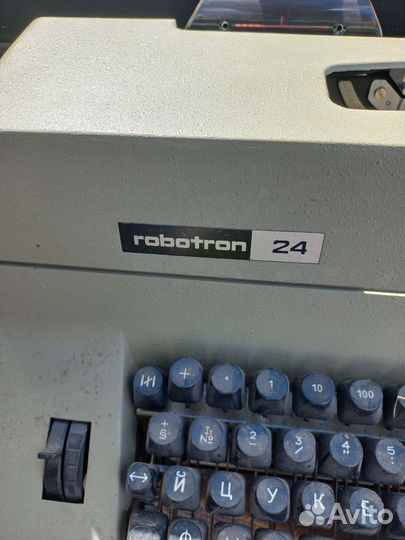 robotron 24
+ . 1 10 100
+ § I № 2 3 / 4 " 5
Й Ц У К Е
Avito